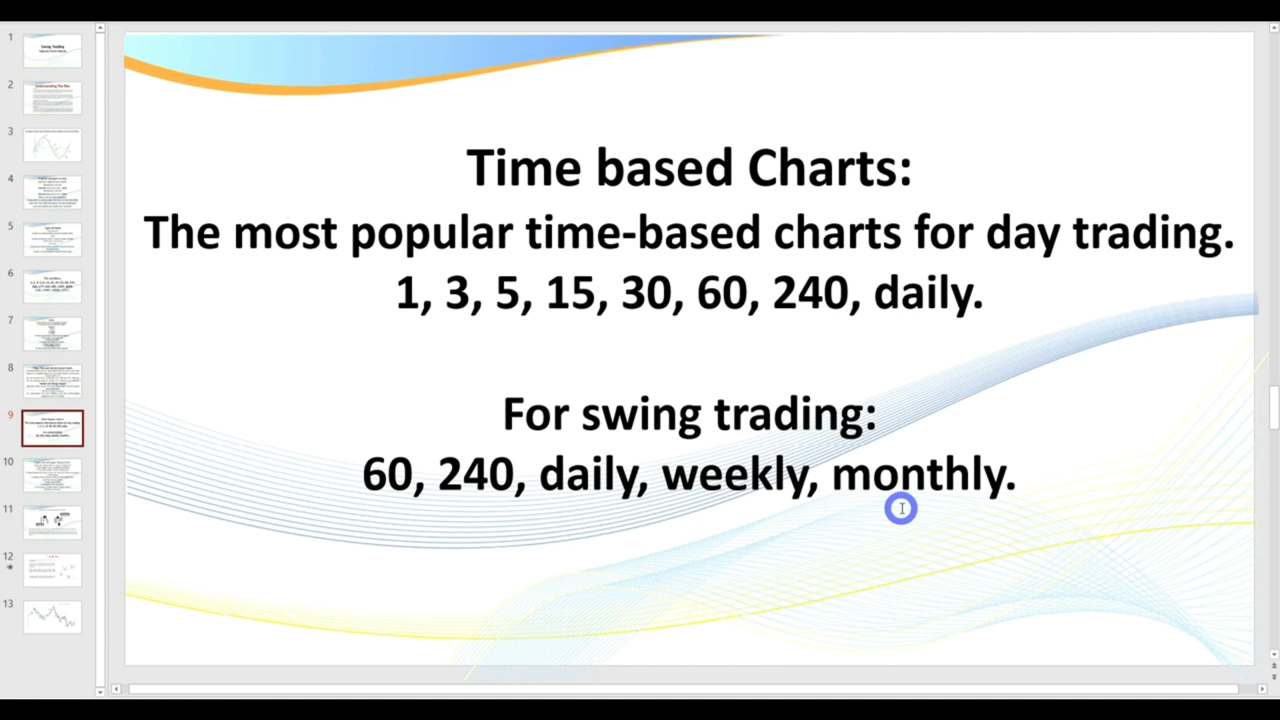 1
2
3
4
5
6
7
8
9
10
11
12
13
Time based Charts:
The most popular time-based charts for day trading.
1, 3, 5, 15, 30, 60, 240, daily.
For swing trading:
60, 240, daily, weekly, monthly.